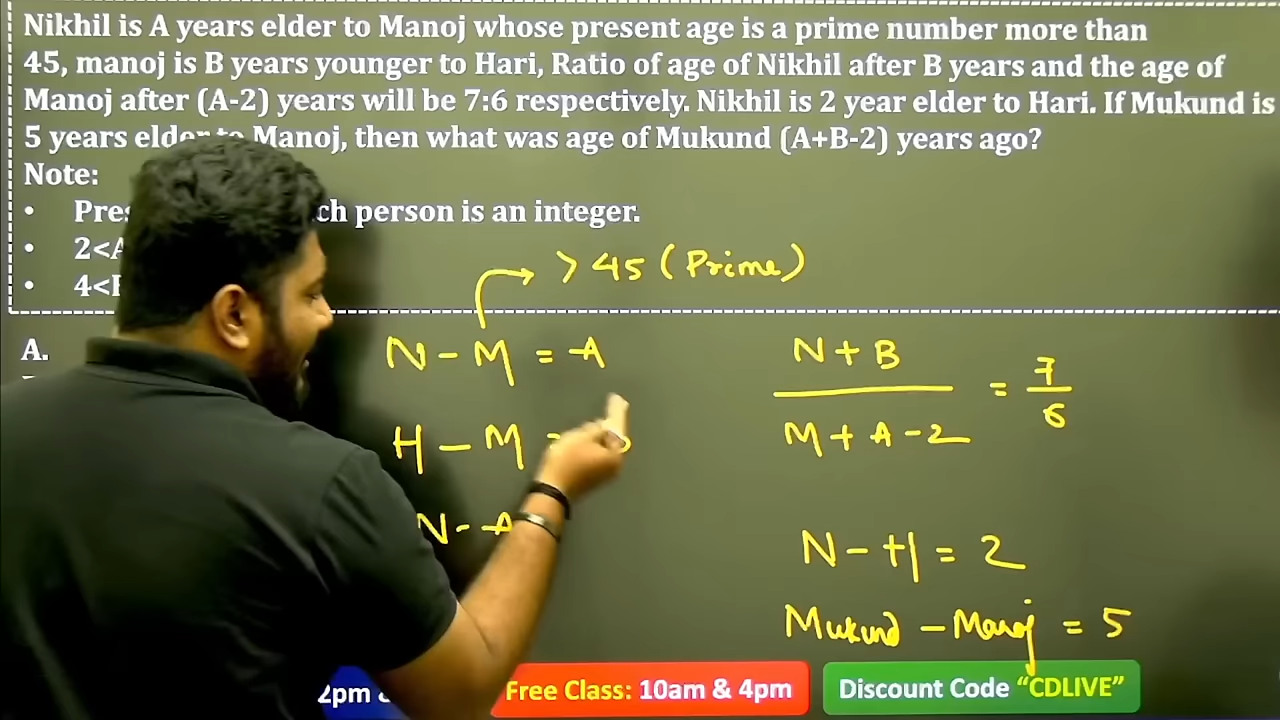 Nikhil is A years elder to Manoj whose present age is a prime number more than
45, manoj is B years younger to Hari, Ratio of age of Nikhil after B years and the age of
Manoj after (A-2) years will be 7:6 respectively. Nikhil is 2 year elder to Hari. If Mukund is
5 years elder to Manoj, then what was age of Mukund (A+B-2) years ago?
Note:
• person is an integer.
• 2<A
• 4<
> 45 (Prime)
A.
N - M = A
H - M =
N - A
N + B
M + A - 2
= 7
6
N - H = 2
Mukund - Manoj = 5
2pm
Free Class: 10am & 4pm
Discount Code “CDLIVE”